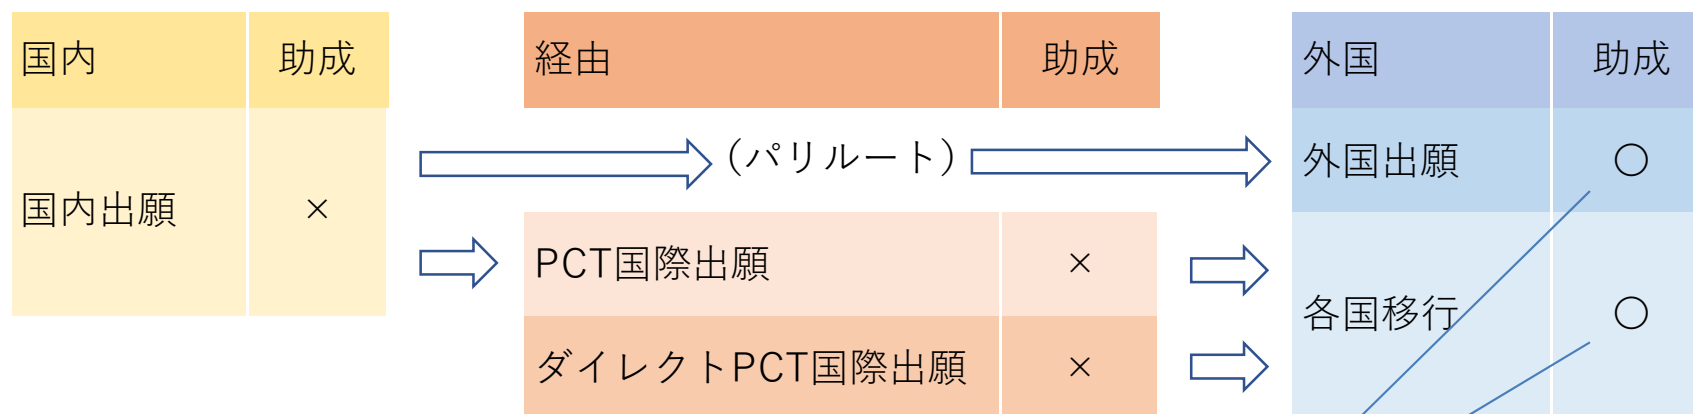 国内 助成 経由 助成 外国 助成
(パリルート) 外国出願 ○
国内出願 ×
PCT国際出願 ×
各国移行 ○
ダイレクトPCT国際出願 ×